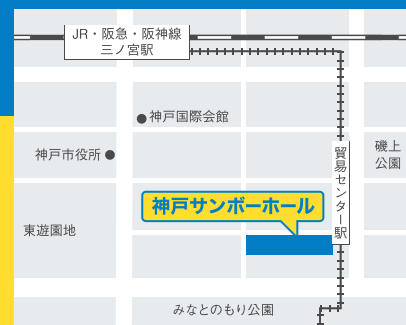 JR・阪急・阪神線
三ノ宮駅
神戸国際会館
神戸市役所
貿易センター駅
磯上
公園
神戸サンボーホール
東遊園地
みなとのもり公園